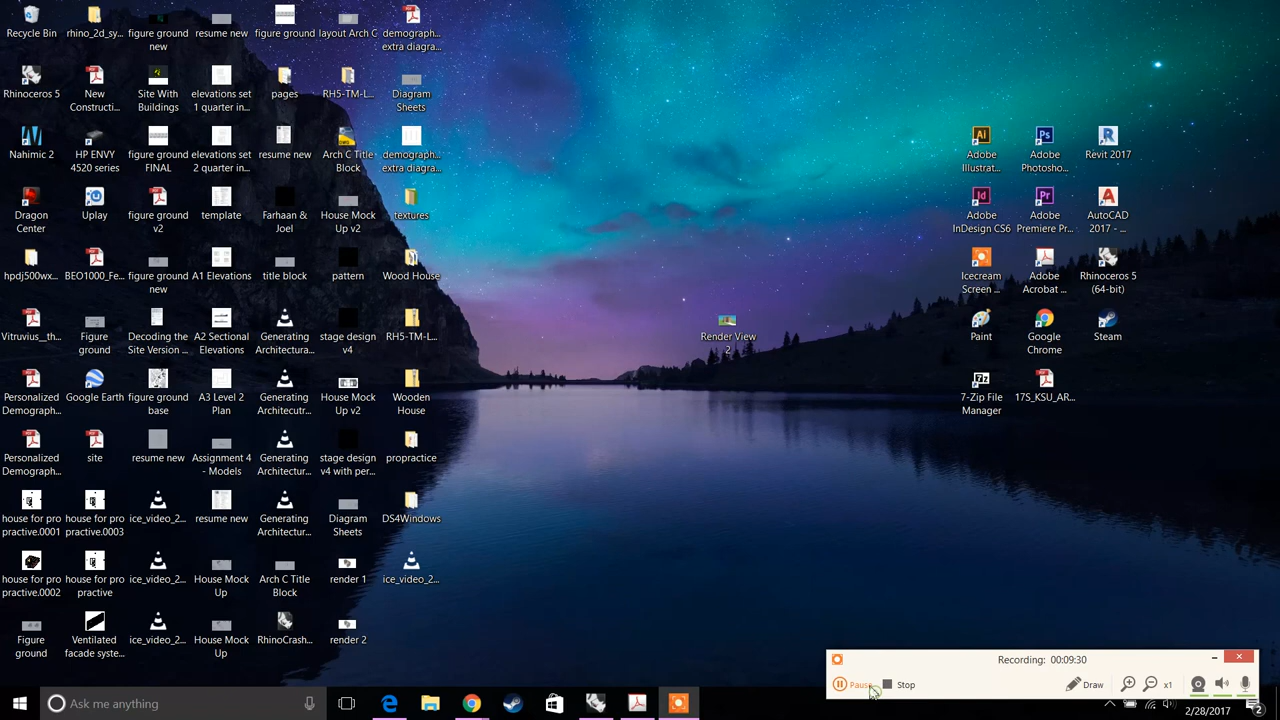 Recycle Bin
rhino_2d_sy...
figure ground
new
resume new
figure ground
layout Arch C
demograph...
extra diagra...
Rhinoceros 5
New
Constructi...
Site With
Buildings
elevations set
1 quarter in...
pages
RH5-TM-L...
Diagram
Sheets
Nahimic 2
HP ENVY
4520 series
figure ground
FINAL
elevations set
2 quarter in...
resume new
Arch C Title
Block
demograph...
extra diagra...
Dragon
Center
Uplay
figure ground
v2
template
Farhaan &
Joel
House Mock
Up v2
textures
hpdj500wx...
BEO1000_Fe...
figure ground
new
A1 Elevations
title block
pattern
Wood House
Vitruvius__th...
Figure
ground
Decoding the
Site Version ...
A2 Sectional
Elevations
Generating
Architectura...
stage design
v4
RH5-TM-L...
Personalized
Demograph...
Google Earth
figure ground
base
A3 Level 2
Plan
Generating
Architecutr...
House Mock
Up v2
Wooden
House
Personalized
Demograph...
site
resume new
Assignment 4
- Models
Generating
Architectur...
stage design
v4 with per...
propractice
house for pro
practive.0001
house for pro
practive.0003
ice_video_2...
resume new
Generating
Architectur...
Diagram
Sheets
DS4Windows
house for pro
practive.0002
house for pro
practive
ice_video_2...
House Mock
Up
Arch C Title
Block
render 1
ice_video_2...
Figure
ground
Ventilated
facade syste...
ice_video_2...
House Mock
Up
RhinoCrash...
render 2
Render View
2
Ai
Adobe
Illustrat...
Ps
Adobe
Photosho...
R
Revit 2017
Id
Adobe
InDesign CS6
Pr
Adobe
Premiere Pr...
A
AutoCAD
2017 - ...
Icecream
Screen ...
Adobe
Acrobat ...
Rhinoceros 5
(64-bit)
Paint
Google
Chrome
Steam
7z
7-Zip File
Manager
17S_KSU_AR...
Recording: 00:09:30
Pause
Stop
Draw
x1
Ask me anything
2/28/2017
2